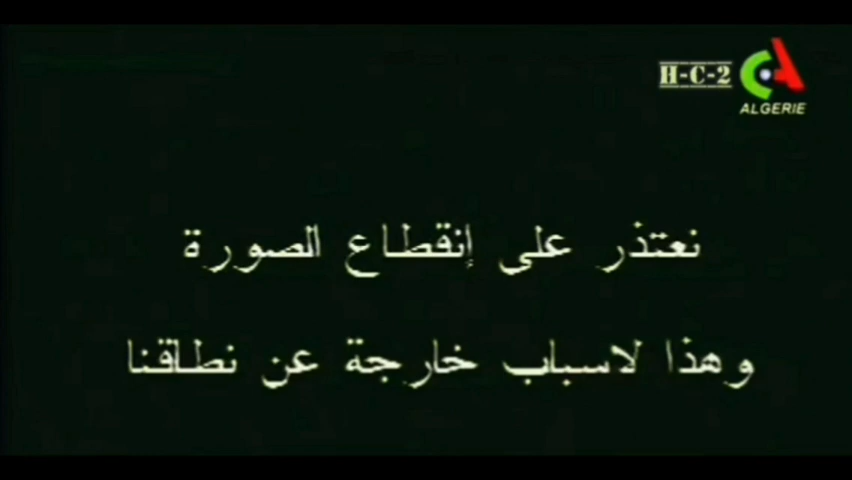 H-C-2
ALGERIE
نعتذر على إنقطاع الصورة
وهذا لاسباب خارجة عن نطاقنا